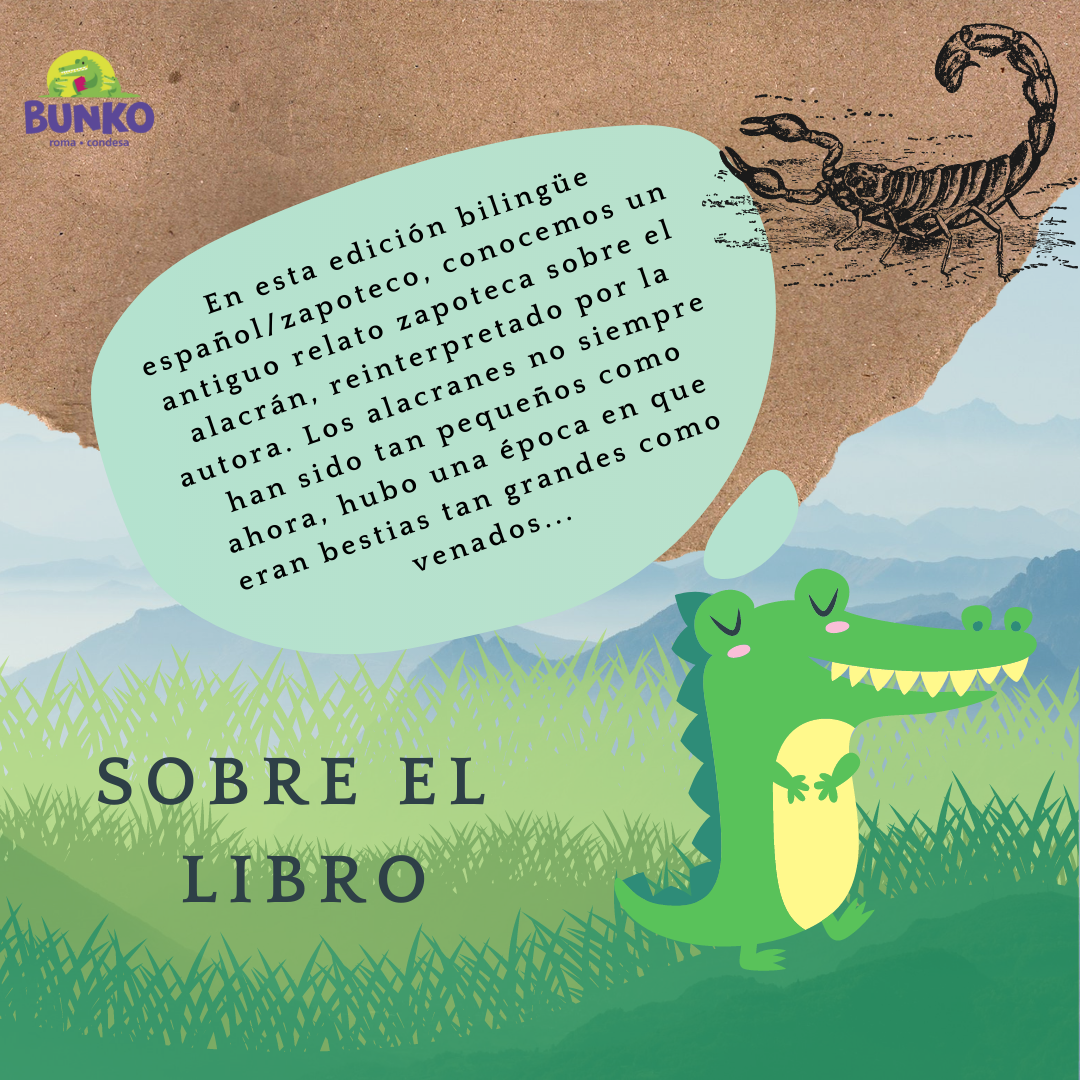 BUNKO
roma • condesa
En esta edición bilingüe
español/zapoteco, conocemos un
antiguo relato zapoteca sobre el
alacrán, reinterpretado por la
autora. Los alacranes no siempre
han sido tan pequeños como
ahora, hubo una época en que
eran bestias tan grandes como
venados...
SOBRE EL
LIBRO